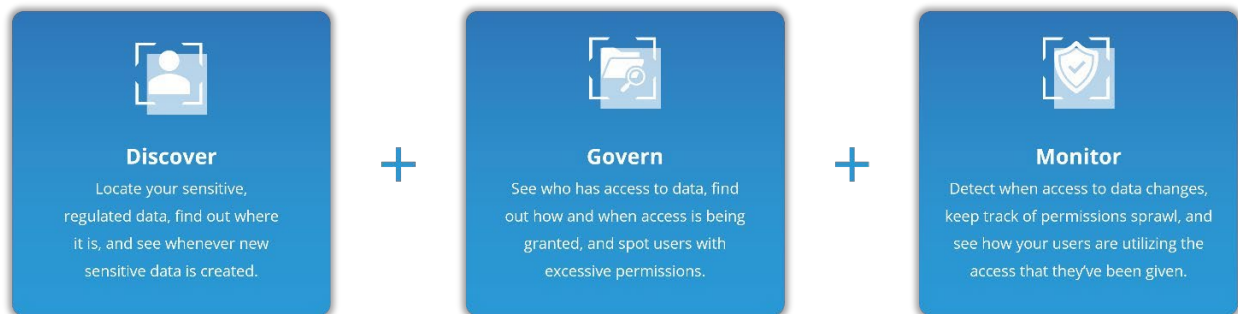 Discover
Locate your sensitive,
regulated data, find out where
it is, and see whenever new
sensitive data is created.
+
Govern
See who has access to data, find
out how and when access is being
granted, and spot users with
excessive permissions.
+
Monitor
Detect when access to data changes,
keep track of permissions sprawl, and
see how your users are utilizing the
access that they’ve been given.